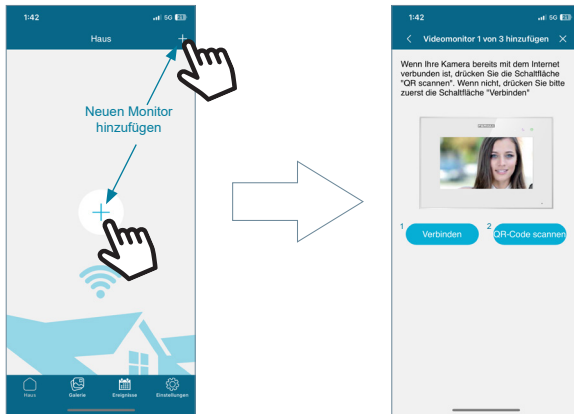 1:42
5G 23
Haus
Neuen Monitor
hinzufügen
Haus
Galerie
Ereignisse
Einstellungen
1:42
5G 23
Videomonitor 1 von 3 hinzufügen
Wenn Ihre Kamera bereits mit dem Internet
verbunden ist, drücken Sie die Schaltfläche
"QR scannen". Wenn nicht, drücken Sie bitte
zuerst die Schaltfläche "Verbinden"
1
Verbinden
2
QR-Code scannen